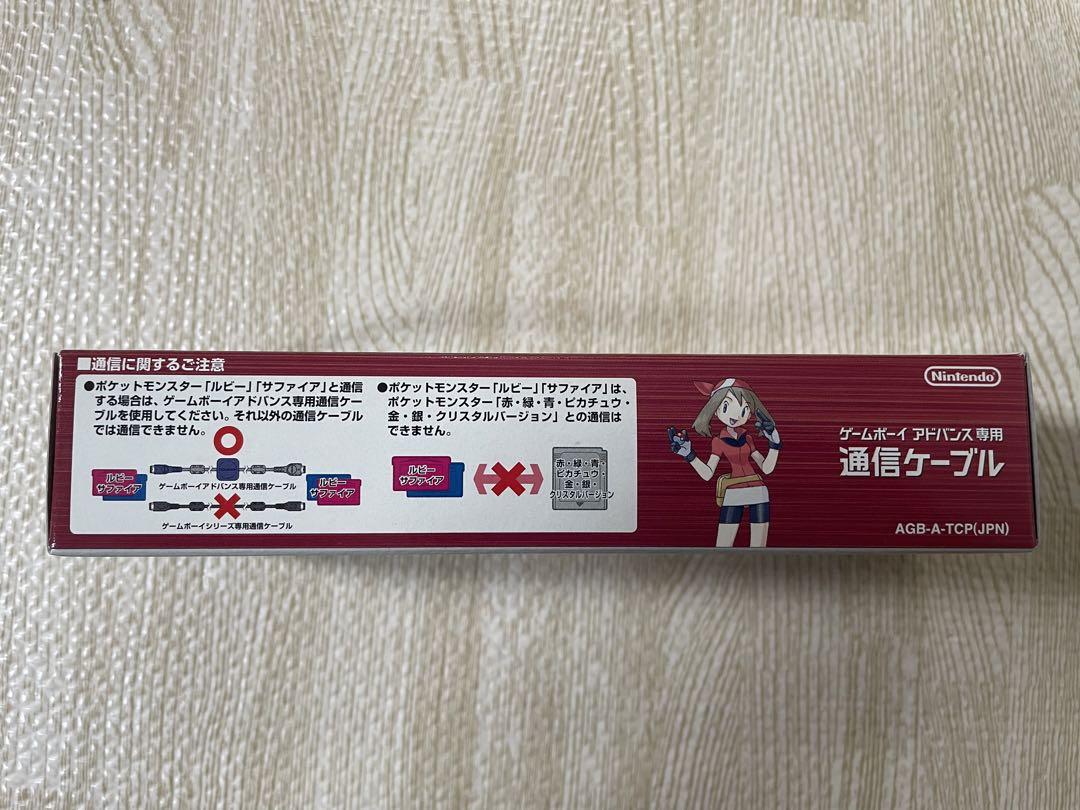 ■通信に関するご注意
●ポケットモンスター「ルビー」「サファイア」と通信
する場合は、ゲームボーイアドバンス専用通信ケー
ブルを使用してください。それ以外の通信ケーブル
では通信できません。
ルビー
サファイア
ゲームボーイアドバンス専用通信ケーブル
ルビー
サファイア
ゲームボーイシリーズ専用通信ケーブル
●ポケットモンスター「ルビー」「サファイア」は、
ポケットモンスター「赤・緑・青・ピカチュウ・
金・銀・クリスタルバージョン」との通信は
できません。
ルビー
サファイア
赤・緑・青・
ピカチュウ・
金・銀・
クリスタルバージョン
Nintendo
ゲームボーイ アドバンス 専用
通信ケーブル
AGB-A-TCP(JPN)